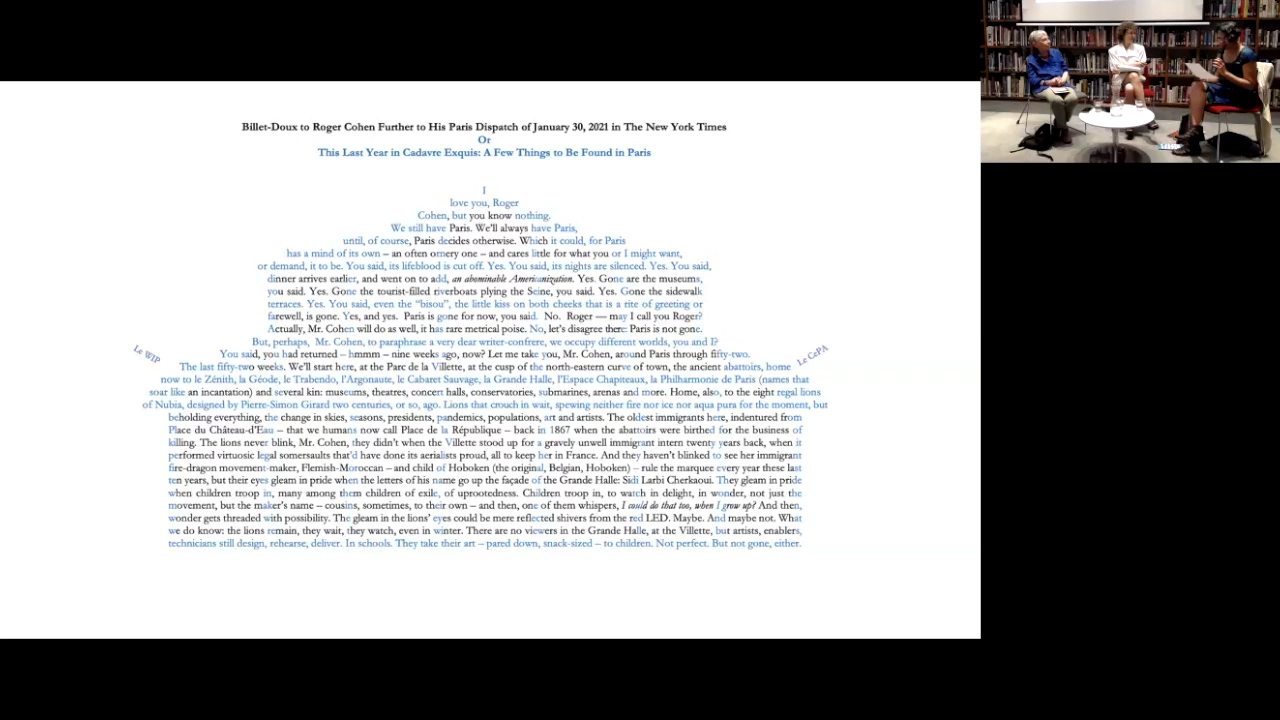 Billet-Doux to Roger Cohen Further to His Paris Dispatch of January 30, 2021 in The New York Times
Or
This Last Year in Cadavre Exquis: A Few Things to Be Found in Paris
I
love you, Roger
Cohen, but you know nothing.
We still have Paris. We'll always have Paris,
until, of course, Paris decides otherwise. Which it could, for Paris
has a mind of its own – an often ornery one – and cares little for what you or I might want,
or demand, it to be. You said, its lifeblood is cut off. Yes. You said, its nights are silenced. Yes. You said,
dinner arrives earlier, and went on to add, an abominable Americanization. Yes. Gone are the museums,
you said. Yes. Gone the tourist-filled riverboats plying the Seine, you said. Yes. Gone the sidewalk
terraces. Yes. You said, even the "bisou", the little kiss on both cheeks that is a rite of greeting or
farewell, is gone. Yes, and yes. Paris is gone for now, you said. No. Roger — may I call you Roger?
Actually, Mr. Cohen will do as well, it has rare metrical poise. No, let's disagree there: Paris is not gone.
But, perhaps, Mr. Cohen, to paraphrase a very dear writer-confrere, we occupy different worlds, you and I?
Le WIP
Le CePA
You said, you had returned – hmmm – nine weeks ago, now? Let me take you, Mr. Cohen, around Paris through fifty-two.
The last fifty-two weeks. We'll start here, at the Parc de la Villette, at the cusp of the north-eastern curve of town, the ancient abattoirs, home
now to le Zénith, la Géode, le Trabendo, l'Argonaute, le Cabaret Sauvage, la Grande Halle, l'Espace Chapiteaux, la Philharmonie de Paris (names that
soar like an incantation) and several kin: museums, theatres, concert halls, conservatories, submarines, arenas and more. Home, also, to the eight regal lions
of Nubia, designed by Pierre-Simon Girard two centuries, or so, ago. Lions that crouch in wait, spewing neither fire nor ice nor aqua pura for the moment, but
beholding everything, the change in skies, seasons, presidents, pandemics, populations, art and artists. The oldest immigrants here, indentured from
Place du Château-d'Eau – that we humans now call Place de la République – back in 1867 when the abattoirs were birthed for the business of
killing. The lions never blink, Mr. Cohen, they didn't when the Villette stood up for a gravely unwell immigrant intern twenty years back, when it
performed virtuosic legal somersaults that'd have done its aerialists proud, all to keep her in France. And they haven't blinked to see her immigrant
fire-dragon movement-maker, Flemish-Moroccan – and child of Hoboken (the original, Belgian, Hoboken) – rule the marquee every year these last
ten years, but their eyes gleam in pride when the letters of his name go up the façade of the Grande Halle: Sidi Larbi Cherkaoui. They gleam in pride
when children troop in, many among them children of exile, of uprootedness. Children troop in, to watch in delight, in wonder, not just the
movement, but the maker's name – cousins, sometimes, to their own – and then, one of them whispers, I could do that too, when I grow up? And then,
wonder gets threaded with possibility. The gleam in the lions' eyes could be mere reflected shivers from the red LED. Maybe. And maybe not. What
we do know: the lions remain, they wait, they watch, even in winter. There are no viewers in the Grande Halle, at the Villette, but artists, enablers,
technicians still design, rehearse, deliver. In schools. They take their art – pared down, snack-sized – to children. Not perfect. But not gone, either.